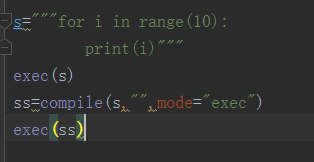 s="""for i in range(10):
        print(i)"""
exec(s)
ss=compile(s,"",mode="exec")
exec(ss)